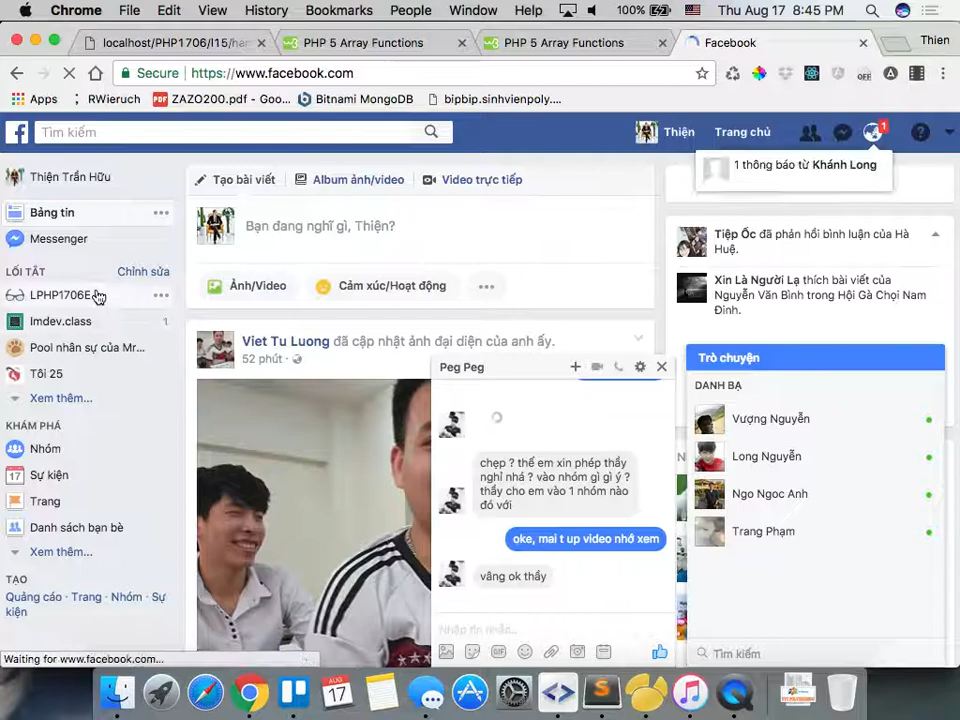 Chrome File Edit View History Bookmarks People Window Help 100% Thu Aug 17 8:45 PM
localhost/PHP1706/l15/ham
PHP 5 Array Functions
PHP 5 Array Functions
Facebook
Thien
Secure https://www.facebook.com
Apps RWieruch ZAZO200.pdf - Goo... Bitnami MongoDB bipbip.sinhvienpoly....
Tìm kiếm
Thiện Trang chủ 1
1 thông báo từ Khánh Long
Thiện Trần Hữu
Bảng tin
Messenger
LỐI TẮT Chỉnh sửa
LPHP1706E
Imdev.class 1
Pool nhân sự của Mr...
Tôi 25
Xem thêm...
KHÁM PHÁ
Nhóm
17 Sự kiện
Trang
Danh sách bạn bè
Xem thêm...
TẠO
Quảng cáo · Trang · Nhóm · Sự
kiện
Tạo bài viết Album ảnh/video Video trực tiếp
Bạn đang nghĩ gì, Thiện?
Ảnh/Video Cảm xúc/Hoạt động
Viet Tu Luong đã cập nhật ảnh đại diện của anh ấy.
52 phút ·
Peg Peg
chẹp ? thế em xin phép thầy
nghỉ nhá ? vào nhóm gì gì ý ?
thầy cho em vào 1 nhóm nào
đó với
oke, mai t up video nhớ xem
vâng ok thầy
Nhập tin nhắn...
GIF
Tiệp Ốc đã phản hồi bình luận của Hà
Huệ.
Xin Là Người Lạ thích bài viết của
Nguyễn Văn Bình trong Hội Gà Chọi Nam
Định.
Trò chuyện
DANH BẠ
Vượng Nguyễn
Long Nguyễn
Ngo Ngoc Anh
Trang Phạm
Tìm kiếm
Waiting for www.facebook.com...
AUG
17